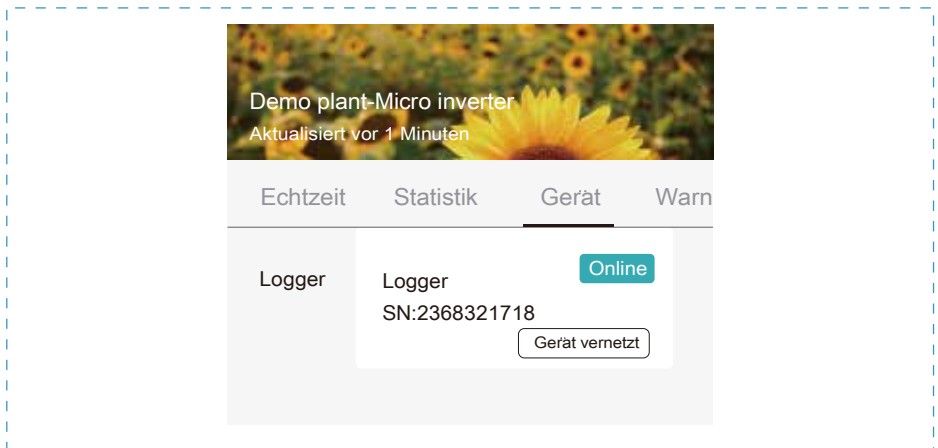 Demo plant-Micro inverter
Aktualisiert vor 1 Minuten
Echtzeit Statistik Gerät Warn
Logger
Logger
Online
SN:2368321718
Gerät vernetzt